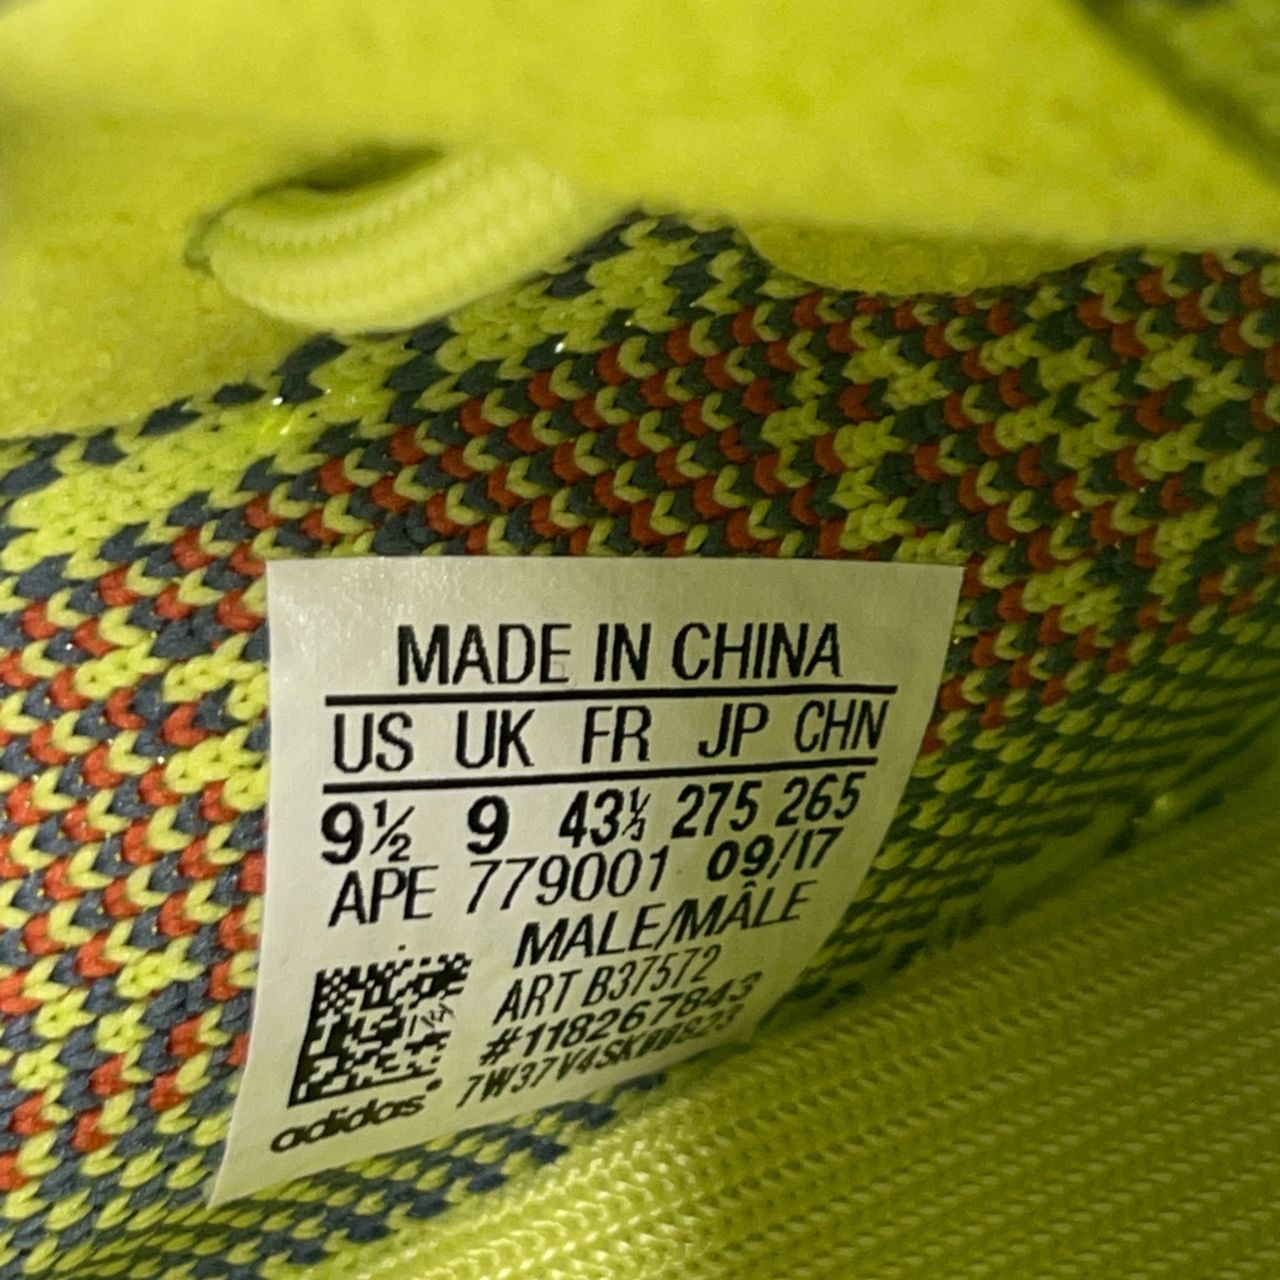 MADE IN CHINA
US UK FR JP CHN
9½ 9 43⅓ 275 265
APE 779001 09/17
MALE/MÂLE
ART B37572
#118267843
adidas